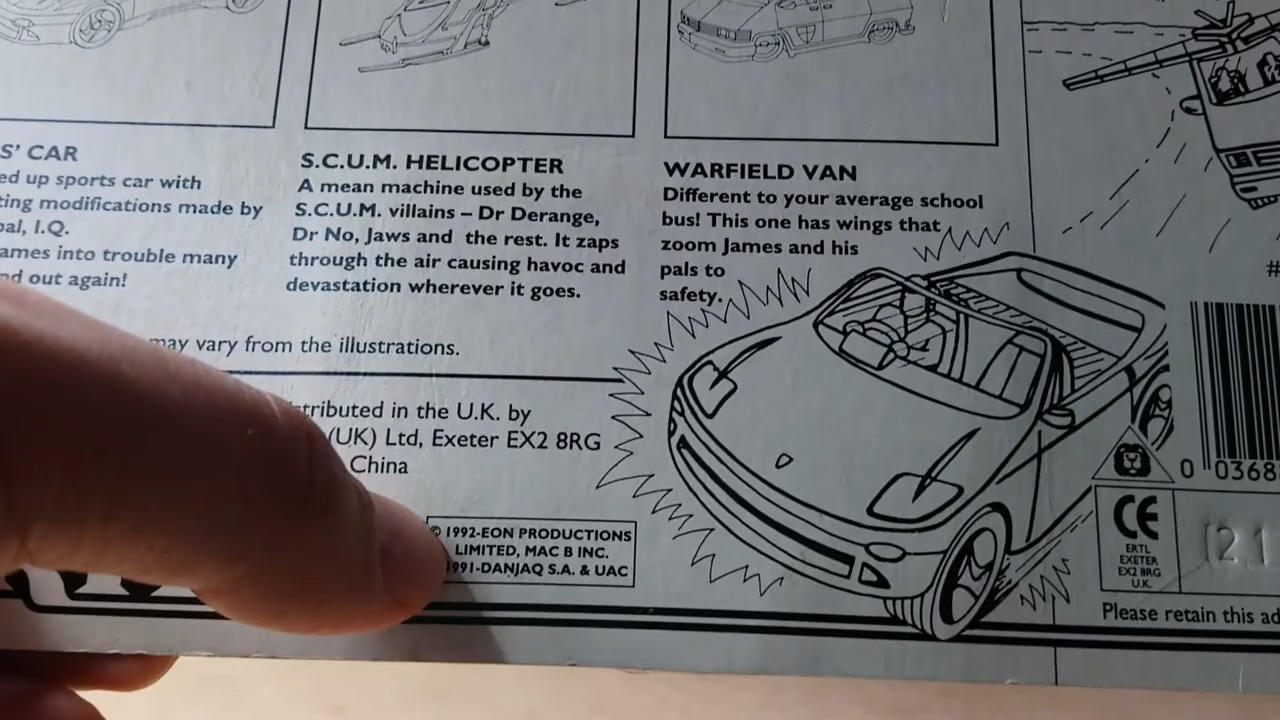 S' CAR
ed up sports car with
ting modifications made by
pal, I.Q.
ames into trouble many
nd out again!
S.C.U.M. HELICOPTER
A mean machine used by the
S.C.U.M. villains – Dr Derange,
Dr No, Jaws and the rest. It zaps
through the air causing havoc and
devastation wherever it goes.
WARFIELD VAN
Different to your average school
bus! This one has wings that
zoom James and his
pals to
safety.
may vary from the illustrations.
tributed in the U.K. by
(UK) Ltd, Exeter EX2 8RG
China
© 1992-EON PRODUCTIONS
LIMITED, MAC B INC.
1991-DANJAQ S.A. & UAC
#
0 0368
CE
ERTL
EXETER
EX2 8RG
U.K.
21
Please retain this ad